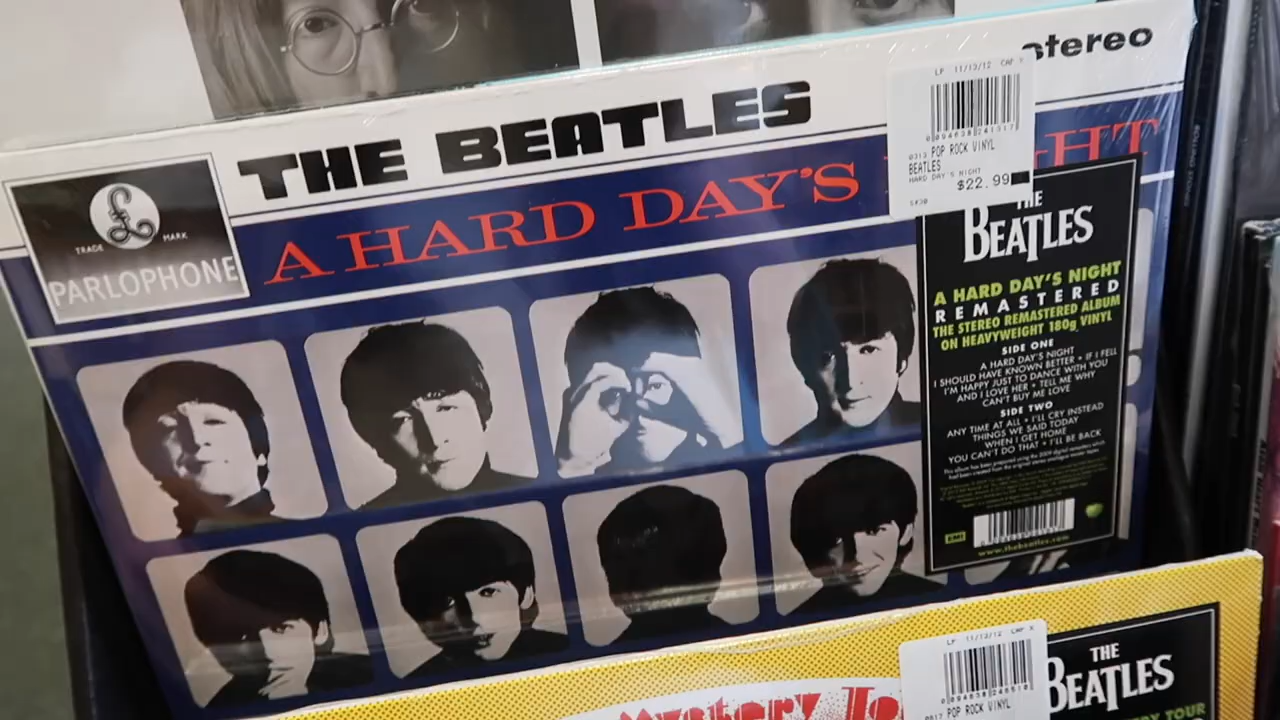 stereo
THE BEATLES
A HARD DAY'S HT
TRADE MARK
PARLOPHONE
LP 11/13/12 CMP
0313 POP ROCK VINYL
BEATLES
HARD DAY'S NIGHT
$22.99
THE
BEATLES
A HARD DAY'S NIGHT
REMASTERED
THE STEREO REMASTERED ALBUM
ON HEAVYWEIGHT 180g VINYL
SIDE ONE
A HARD DAY'S NIGHT
I SHOULD HAVE KNOWN BETTER • IF I FELL
I'M HAPPY JUST TO DANCE WITH YOU
AND I LOVE HER • TELL ME WHY
CAN'T BUY ME LOVE
SIDE TWO
ANY TIME AT ALL • I'LL CRY INSTEAD
THINGS WE SAID TODAY
WHEN I GET HOME
YOU CAN'T DO THAT • I'LL BE BACK
EMI
www.thebeatles.com
LP 11/13/12 CMP X
POP ROCK VINYL
THE
BEATLES
TOUR